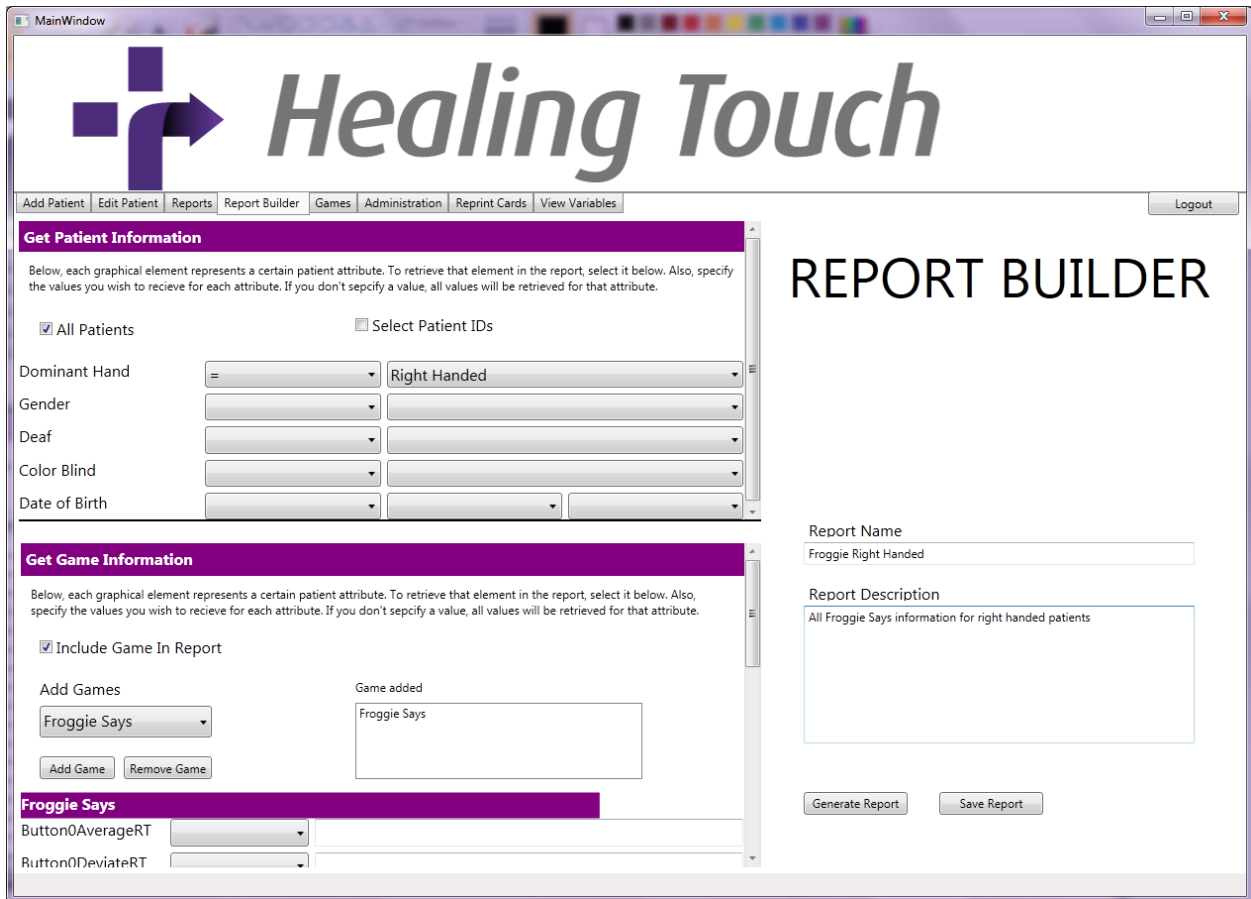 MainWindow
Healing Touch
Add Patient Edit Patient Reports Report Builder Games Administration Reprint Cards View Variables Logout
Get Patient Information
Below, each graphical element represents a certain patient attribute. To retrieve that element in the report, select it below. Also, specify
the values you wish to recieve for each attribute. If you don't sepcify a value, all values will be retrieved for that attribute.
All Patients
Select Patient IDs
Dominant Hand = Right Handed
Gender
Deaf
Color Blind
Date of Birth
Get Game Information
Below, each graphical element represents a certain patient attribute. To retrieve that element in the report, select it below. Also,
specify the values you wish to recieve for each attribute. If you don't sepcify a value, all values will be retrieved for that attribute.
Include Game In Report
Add Games
Froggie Says
Add Game Remove Game
Game added
Froggie Says
Froggie Says
Button0AverageRT
Button0DeviateRT
REPORT BUILDER
Report Name
Froggie Right Handed
Report Description
All Froggie Says information for right handed patients
Generate Report Save Report